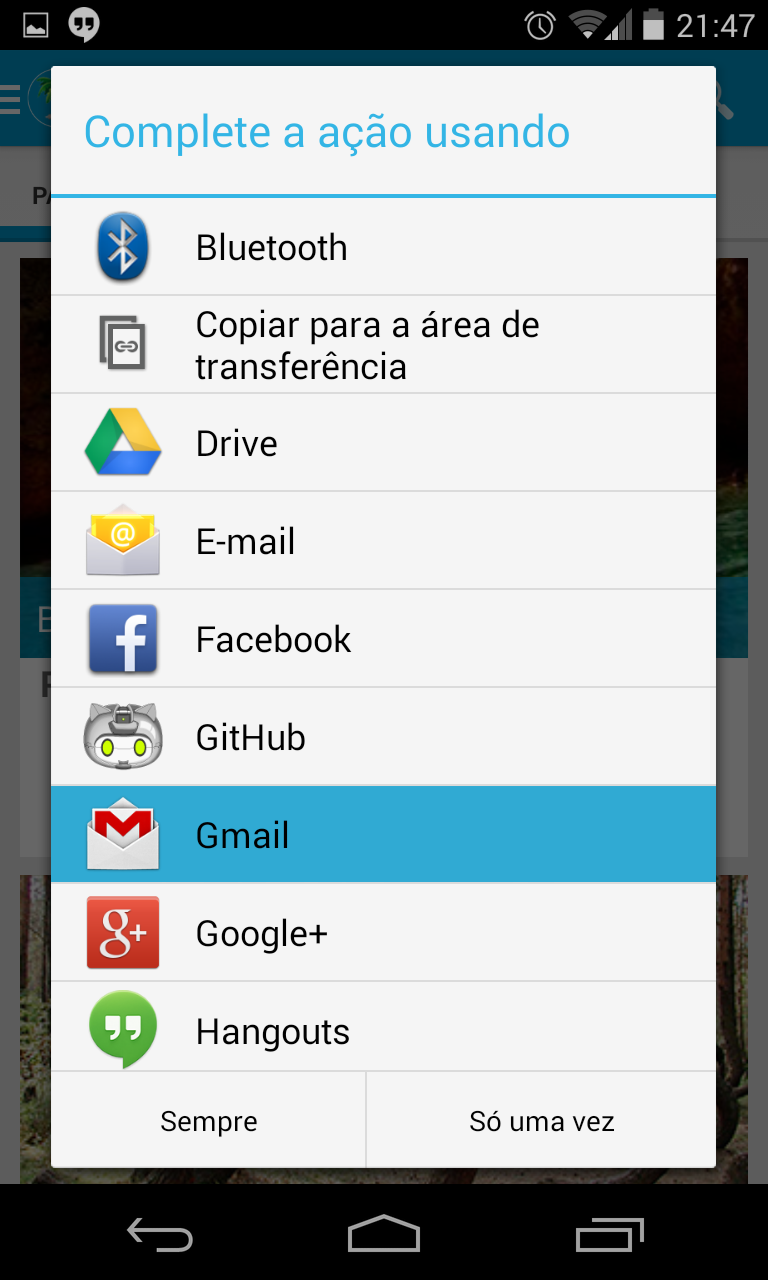 21:47
Complete a ação usando
Bluetooth
Copiar para a área de
transferência
Drive
E-mail
Facebook
GitHub
Gmail
Google+
Hangouts
Sempre
Só uma vez